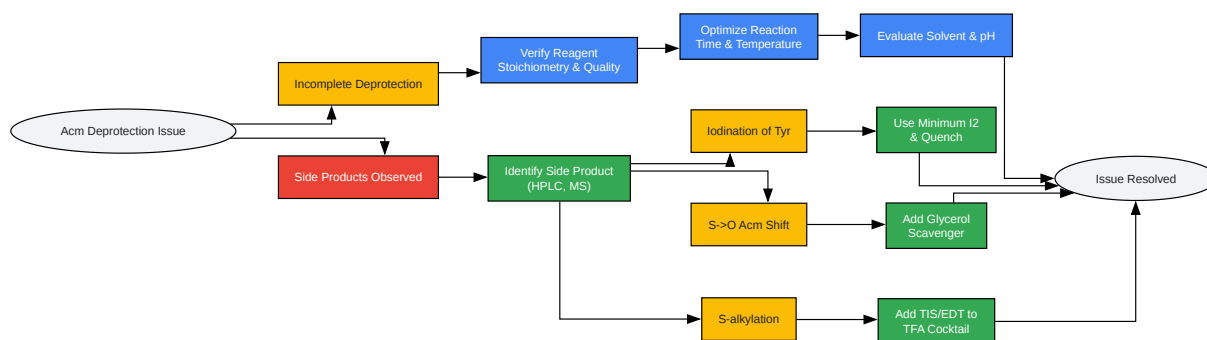 Acm Deprotection Issue
Incomplete Deprotection
Verify Reagent
Stoichiometry & Quality
Optimize Reaction
Time & Temperature
Evaluate Solvent & pH
Side Products Observed
Identify Side Product
(HPLC, MS)
Iodination of Tyr
Use Minimum I2
& Quench
S->O Acm Shift
Add Glycerol
Scavenger
S-alkylation
Add TIS/EDT to
TFA Cocktail
Issue Resolved